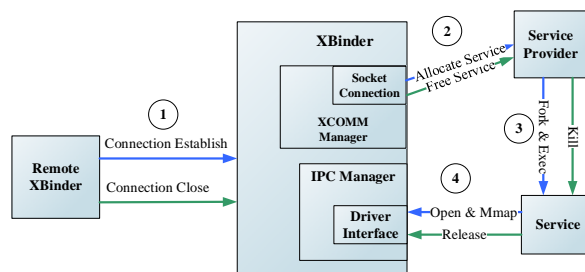 XBinder
2
Service
Provider
Allocate Service
Free Service
Socket
Connection
XCOMM
Manager
1
Connection Establish
3
Fork & Exec
Kill
Remote
XBinder
Connection Close
IPC Manager
4
Driver
Interface
Open & Mmap
Release
Service